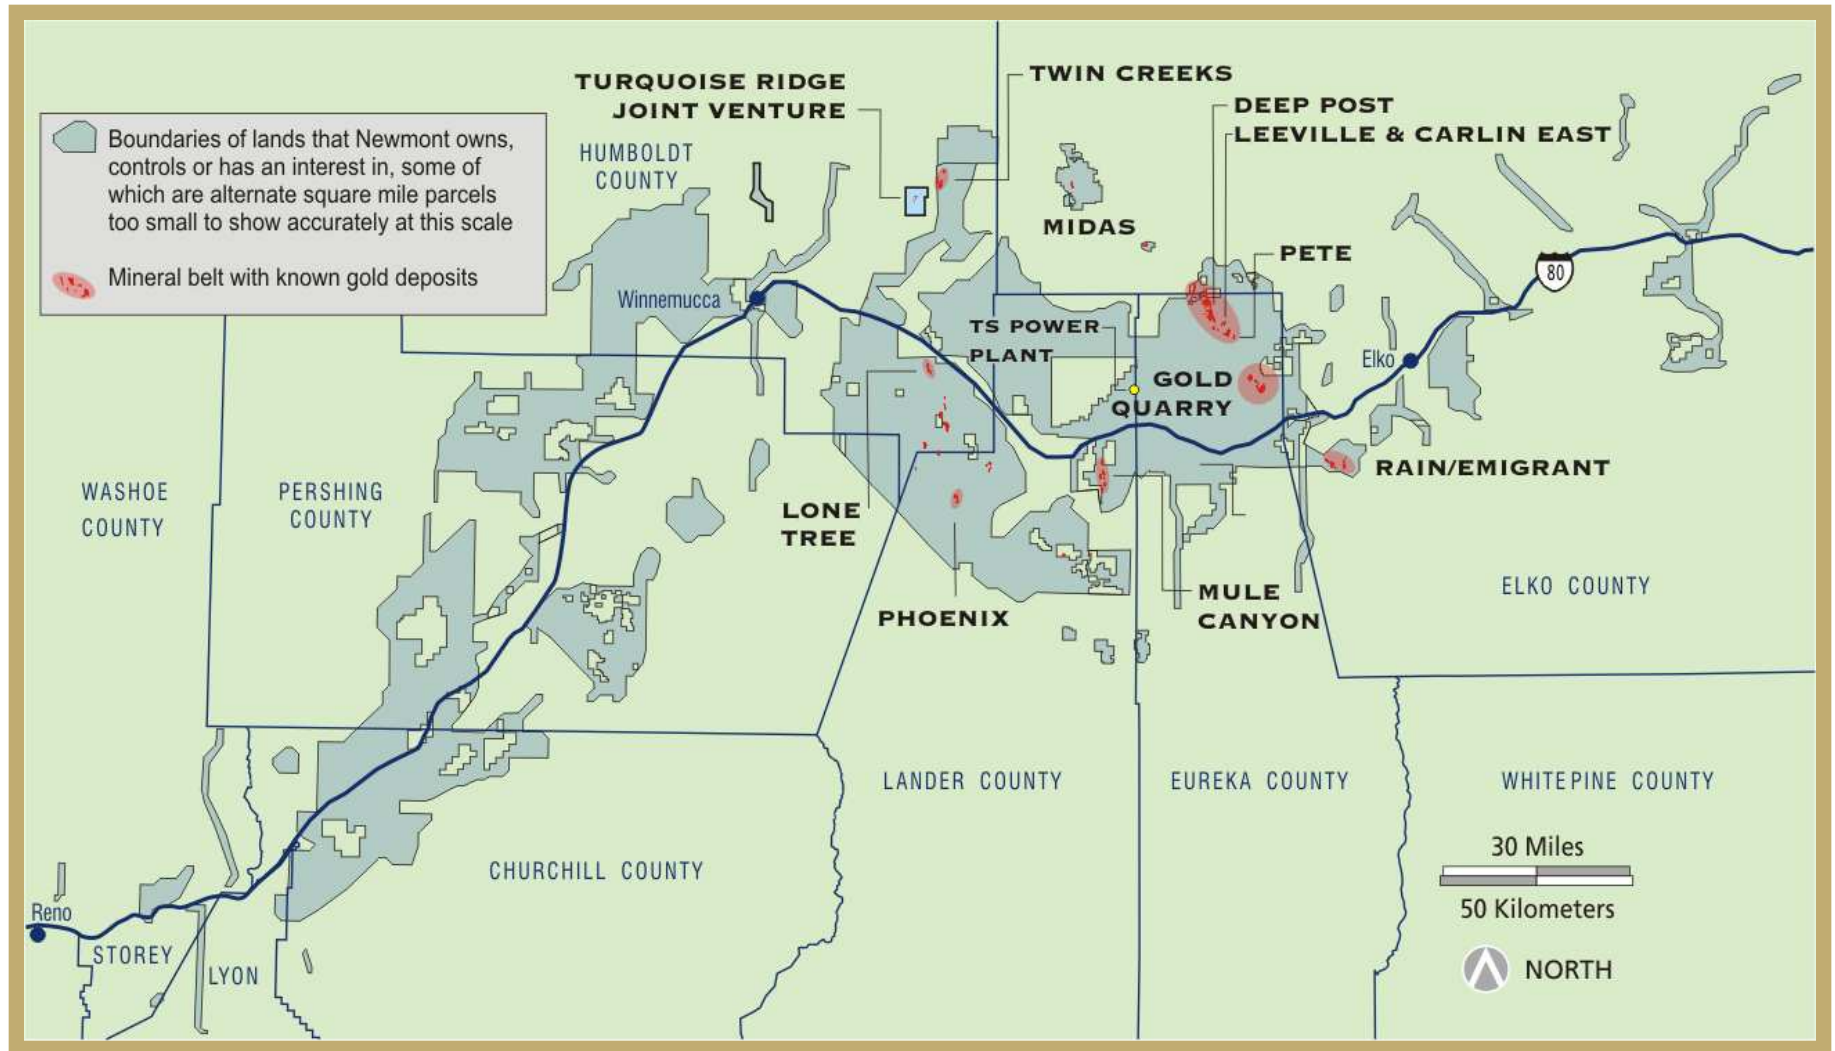 TURQUOISE RIDGE
JOINT VENTURE
TWIN CREEKS
DEEP POST
LEEVILLE & CARLIN EAST
Boundaries of lands that Newmont owns,
controls or has an interest in, some of
which are alternate square mile parcels
too small to show accurately at this scale
Mineral belt with known gold deposits
HUMBOLDT
COUNTY
MIDAS
PETE
80
Winnemucca
TS POWER
PLANT
Elko
GOLD
QUARRY
RAIN/EMIGRANT
WASHOE
COUNTY
PERSHING
COUNTY
LONE
TREE
PHOENIX
MULE
CANYON
ELKO COUNTY
LANDER COUNTY
EUREKA COUNTY
WHITEPINE COUNTY
CHURCHILL COUNTY
30 Miles
50 Kilometers
NORTH
Reno
STOREY
LYON